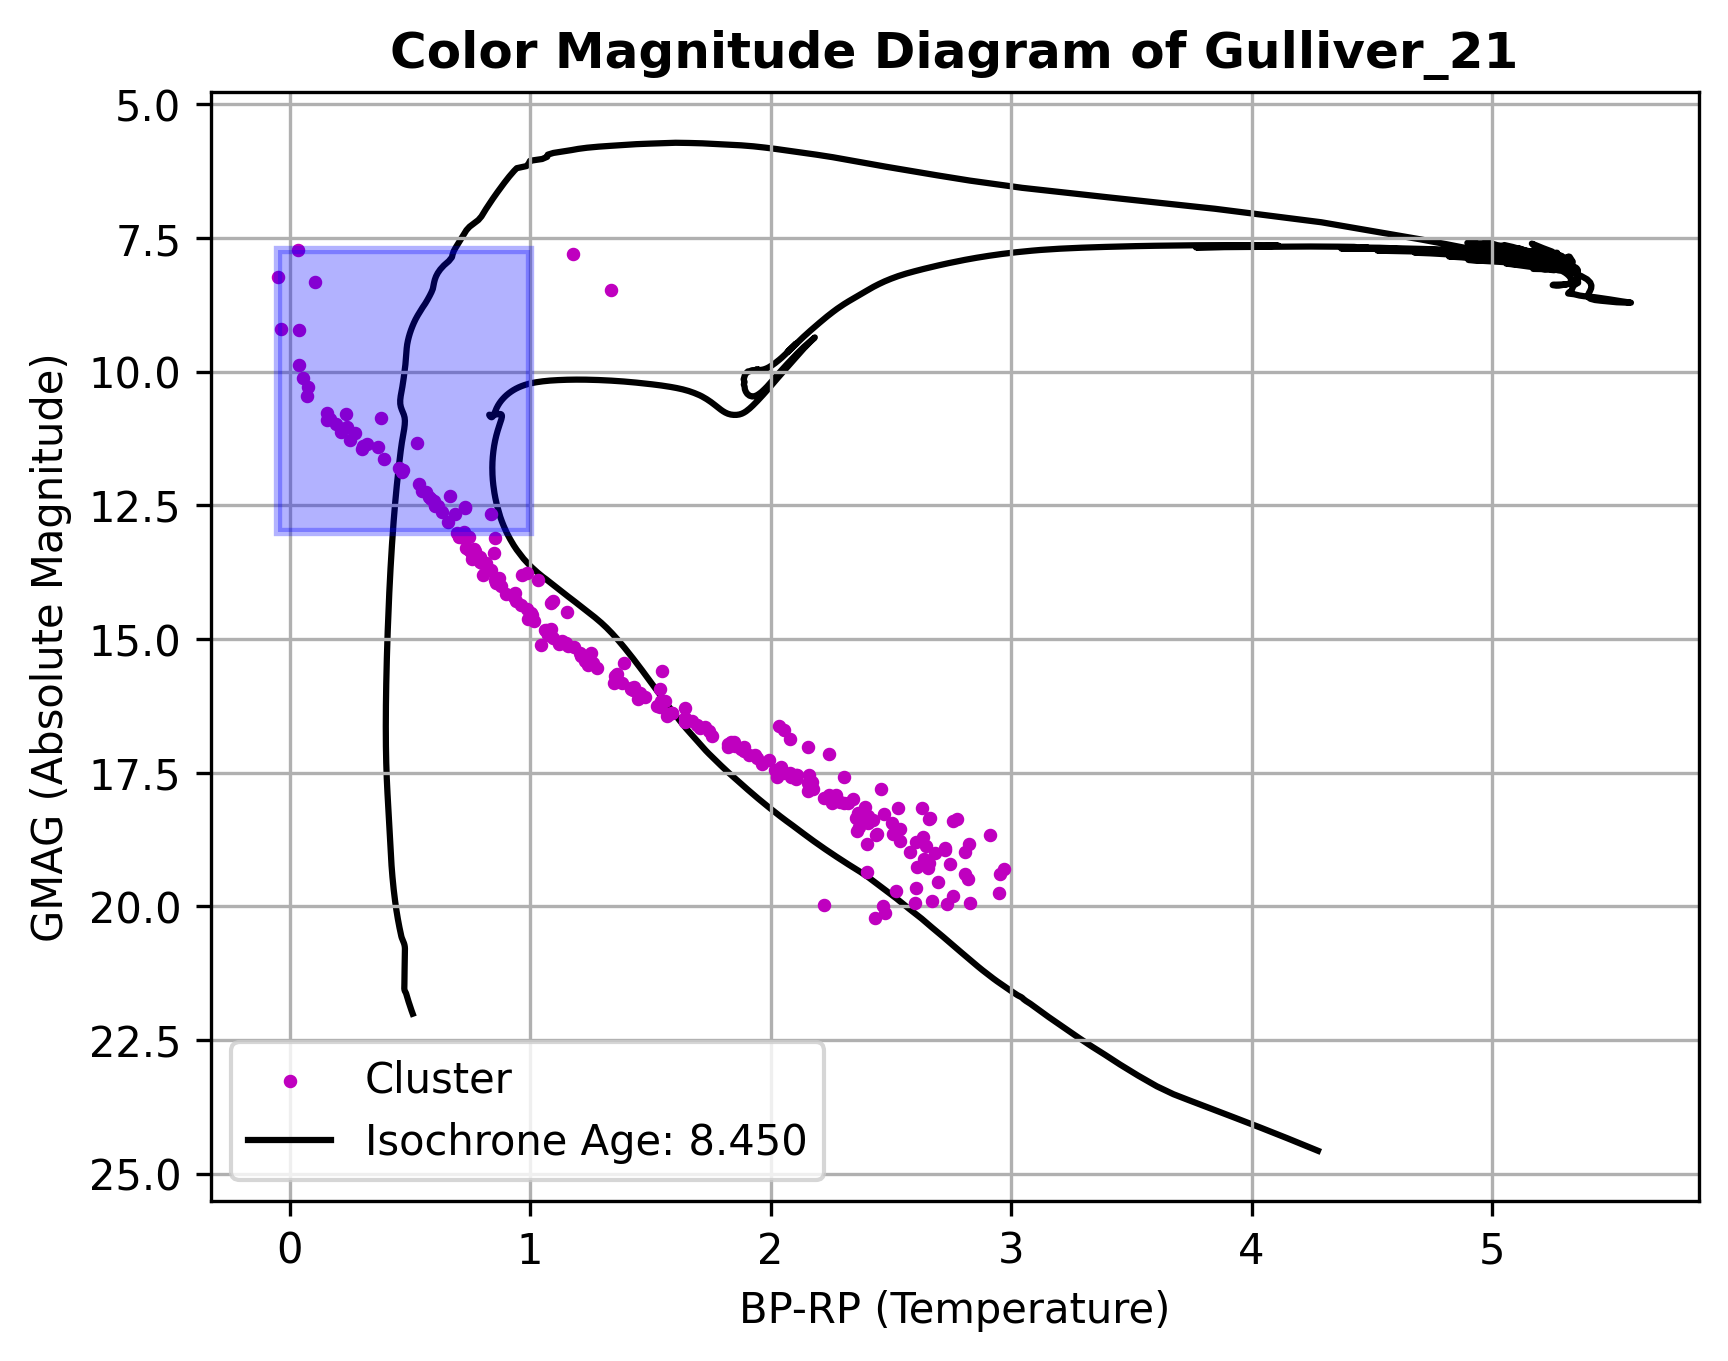 Color Magnitude Diagram of Gulliver_21
GMAG (Absolute Magnitude)
5.0
7.5
10.0
12.5
15.0
17.5
20.0
22.5
25.0
Cluster
Isochrone Age: 8.450
0 1 2 3 4 5
BP-RP (Temperature)